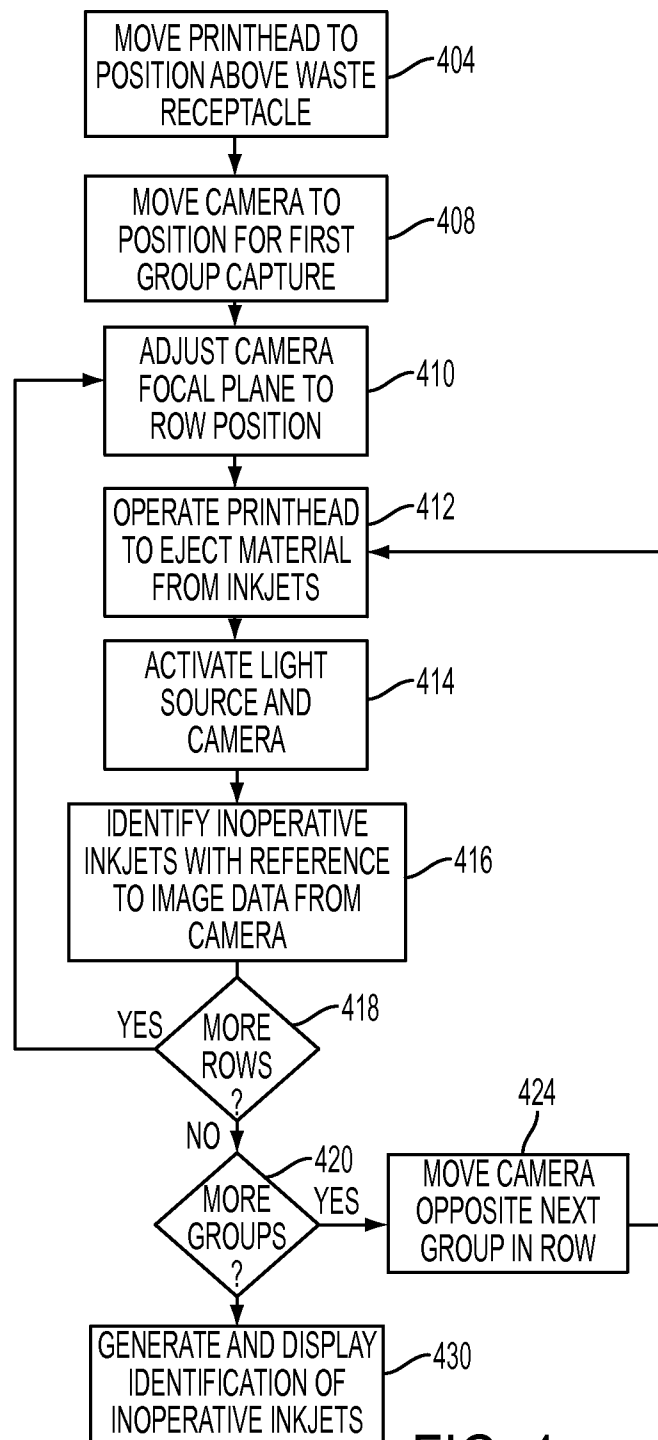 MOVE PRINTHEAD TO
POSITION ABOVE WASTE
RECEPTACLE
404
MOVE CAMERA TO
POSITION FOR FIRST
GROUP CAPTURE
408
ADJUST CAMERA
FOCAL PLANE TO
ROW POSITION
410
OPERATE PRINTHEAD
TO EJECT MATERIAL
FROM INKJETS
412
ACTIVATE LIGHT
SOURCE AND
CAMERA
414
IDENTIFY INOPERATIVE
INKJETS WITH REFERENCE
TO IMAGE DATA FROM
CAMERA
416
YES
MORE
ROWS
?
418
NO
MORE
GROUPS
?
420
YES
424
MOVE CAMERA
OPPOSITE NEXT
GROUP IN ROW
GENERATE AND DISPLAY
IDENTIFICATION OF
INOPERATIVE INKJETS
430